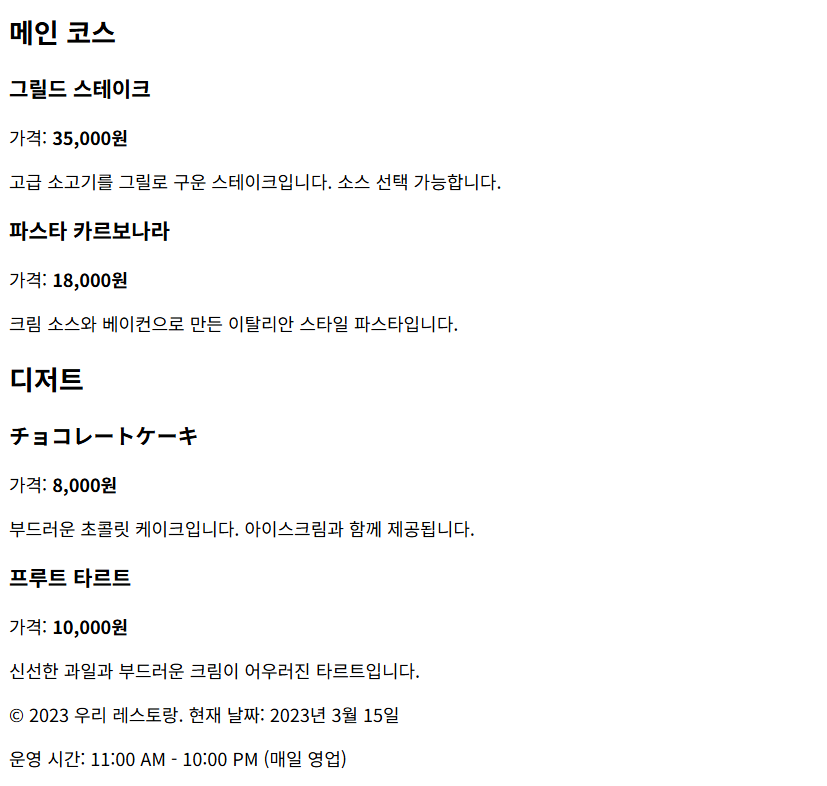 메인 코스
그릴드 스테이크
가격: 35,000원
고급 소고기를 그릴로 구운 스테이크입니다. 소스 선택 가능합니다.
파스타 카르보나라
가격: 18,000원
크림 소스와 베이컨으로 만든 이탈리안 스타일 파스타입니다.
디저트
チョコレートケーキ
가격: 8,000원
부드러운 초콜릿 케이크입니다. 아이스크림과 함께 제공됩니다.
프루트 타르트
가격: 10,000원
신선한 과일과 부드러운 크림이 어우러진 타르트입니다.
© 2023 우리 레스토랑. 현재 날짜: 2023년 3월 15일
운영 시간: 11:00 AM - 10:00 PM (매일 영업)